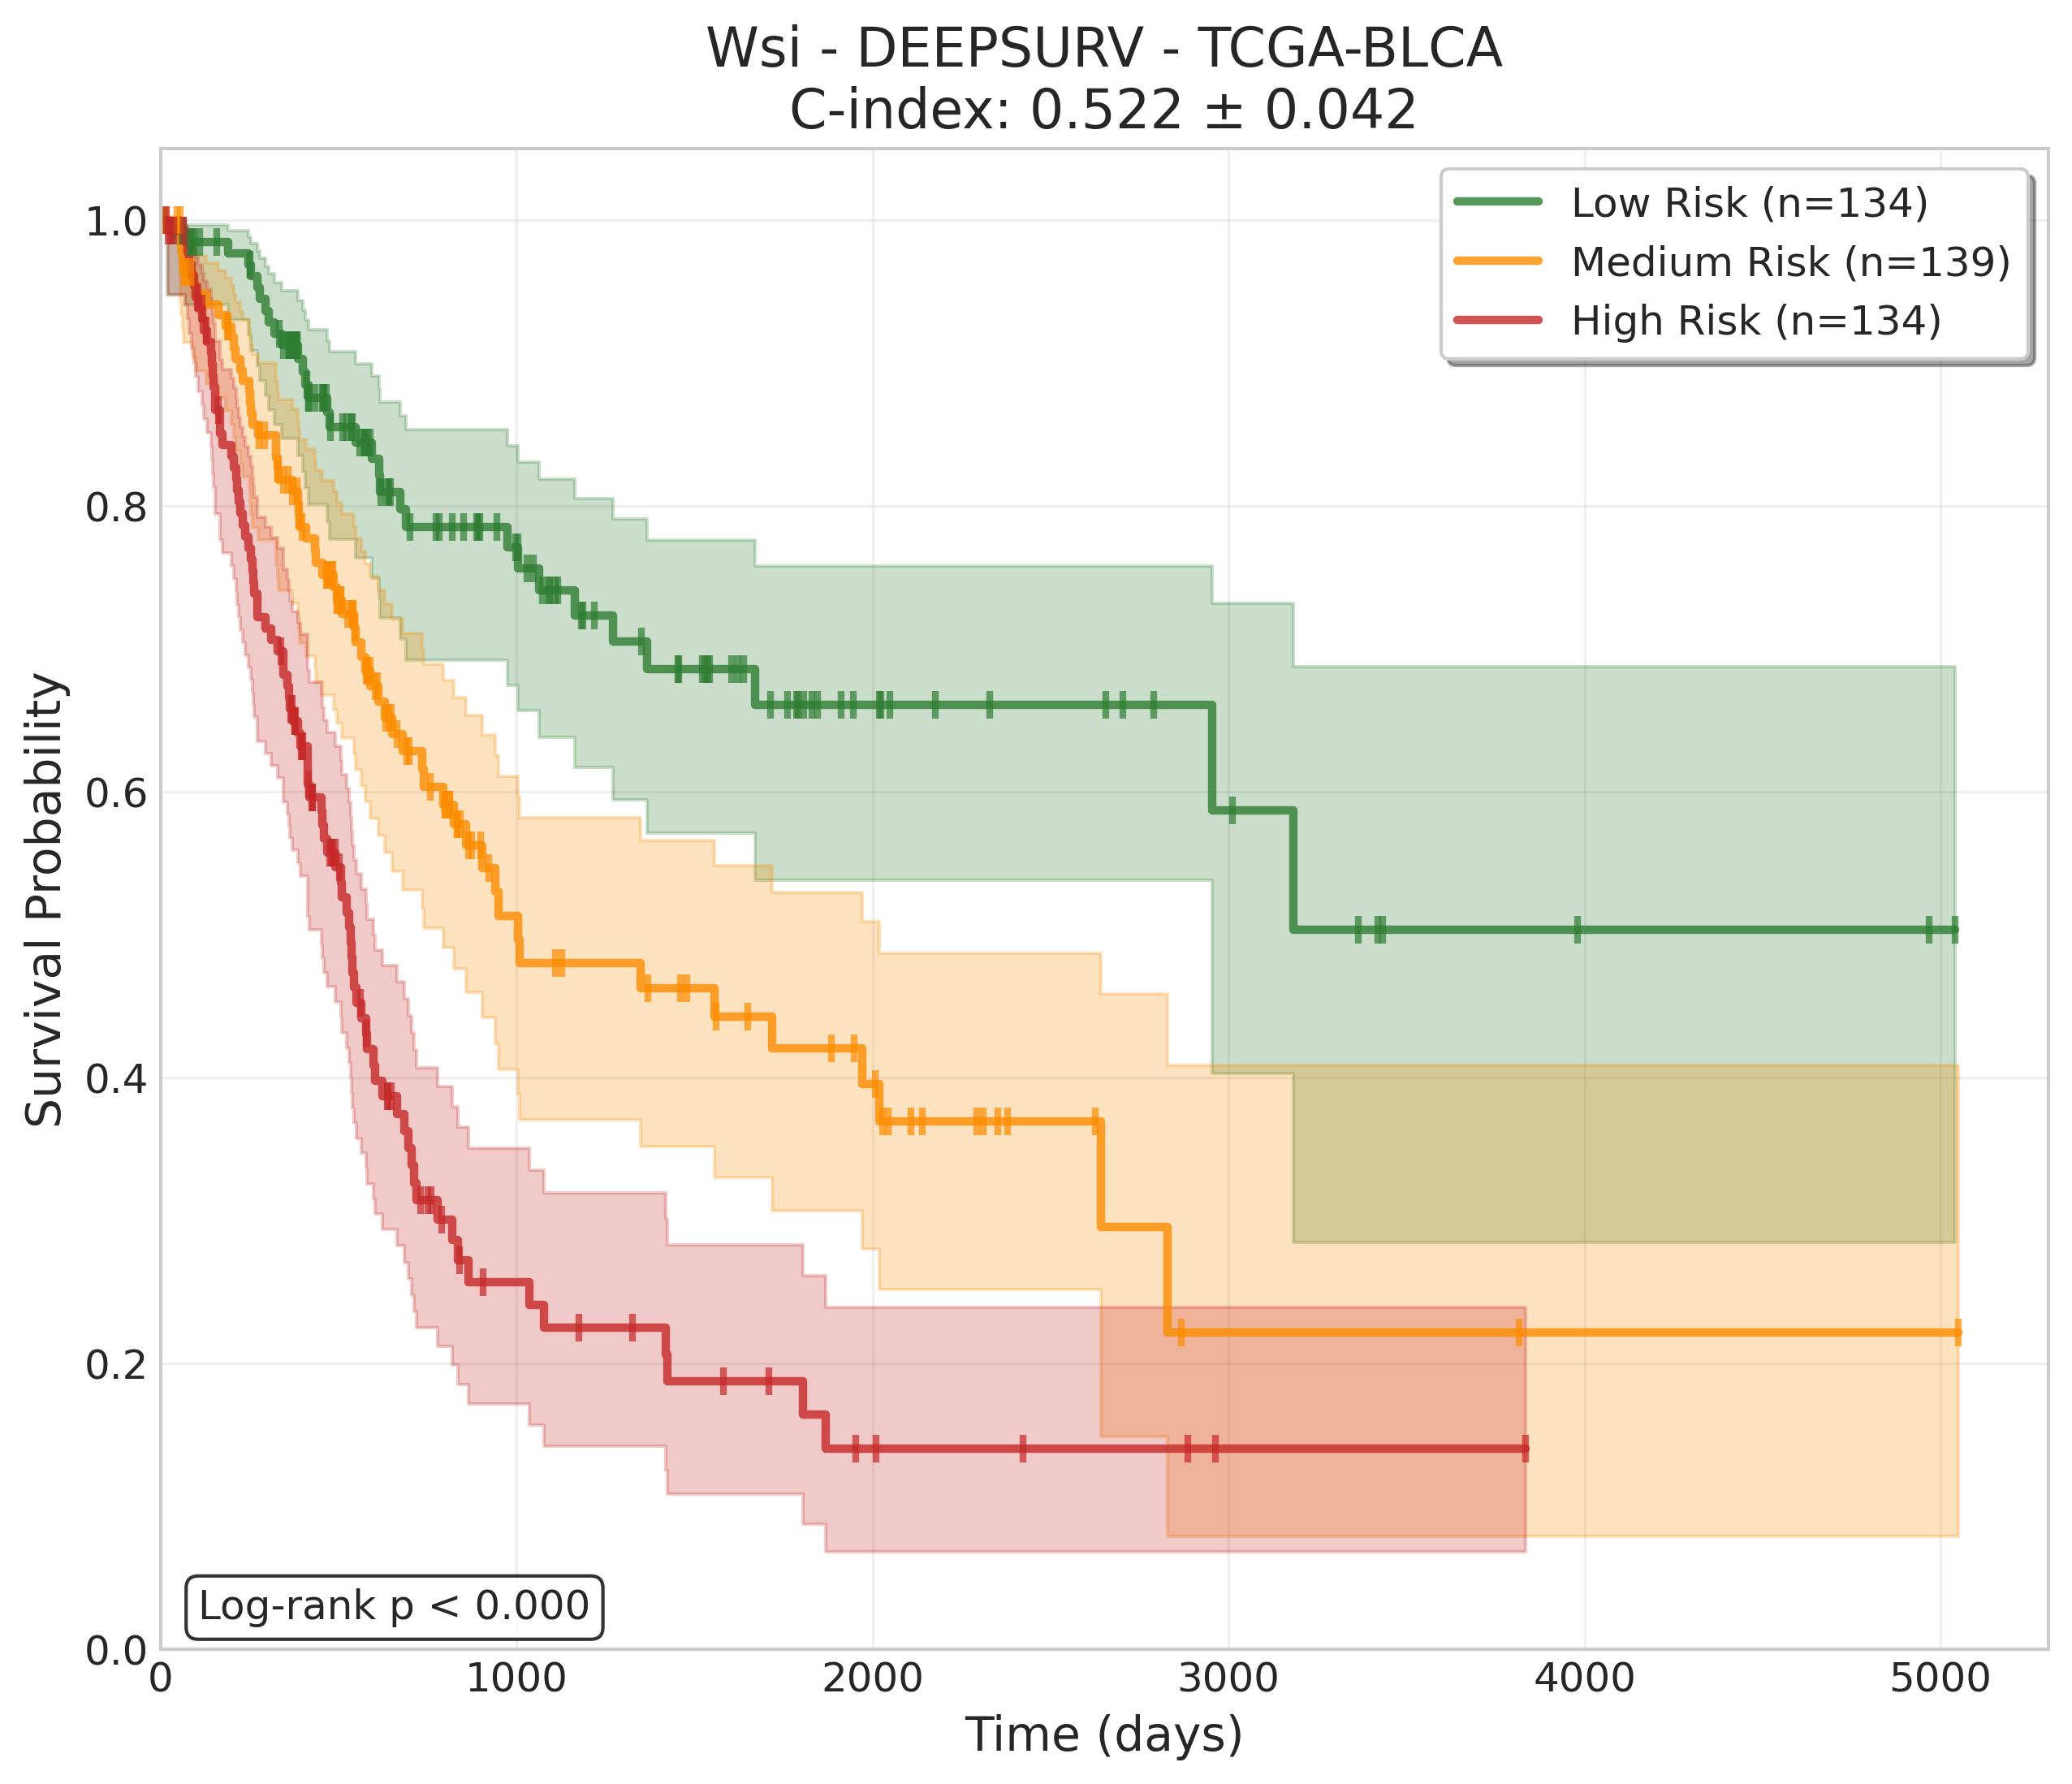 Wsi - DEEPSURV - TCGA-BLCA
C-index: 0.522 ± 0.042
Low Risk (n=134)
Medium Risk (n=139)
High Risk (n=134)
Survival Probability
1.0
0.8
0.6
0.4
0.2
0.0
Log-rank p < 0.000
0 1000 2000 3000 4000 5000
Time (days)